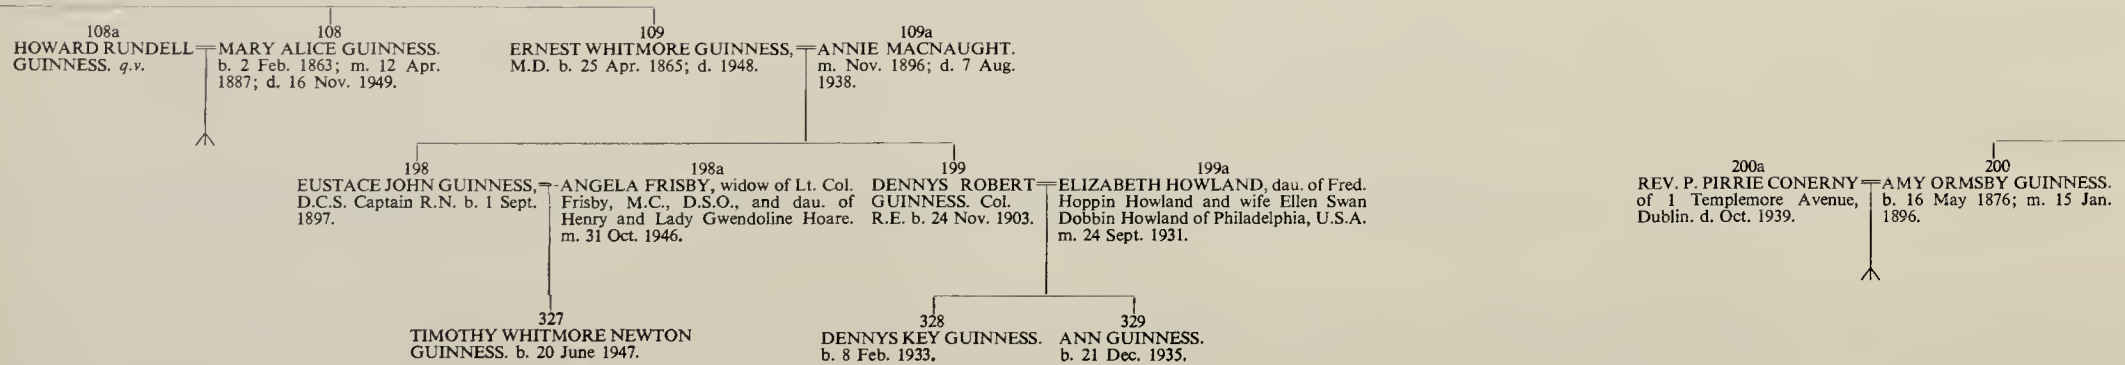 108a
HOWARD RUNDELL
GUINNESS. q.v.
108
MARY ALICE GUINNESS.
b. 2 Feb. 1863; m. 12 Apr.
1887; d. 16 Nov. 1949.
109
ERNEST WHITMORE GUINNESS,
M.D. b. 25 Apr. 1865; d. 1948.
109a
ANNIE MACNAUGHT.
m. Nov. 1896; d. 7 Aug.
1938.
198
EUSTACE JOHN GUINNESS,
D.C.S. Captain R.N. b. 1 Sept.
1897.
198a
ANGELA FRISBY, widow of Lt. Col.
Frisby, M.C., D.S.O., and dau. of
Henry and Lady Gwendoline Hoare.
m. 31 Oct. 1946.
199
DENNYS ROBERT
GUINNESS. Col.
R.E. b. 24 Nov. 1903.
199a
ELIZABETH HOWLAND, dau. of Fred.
Hoppin Howland and wife Ellen Swan
Dobbin Howland of Philadelphia, U.S.A.
m. 24 Sept. 1931.
200a
REV. P. PIRRIE CONERNY
of 1 Templemore Avenue,
Dublin. d. Oct. 1939.
200
AMY ORMSBY GUINNESS.
b. 16 May 1876; m. 15 Jan.
1896.
327
TIMOTHY WHITMORE NEWTON
GUINNESS. b. 20 June 1947.
328
DENNYS KEY GUINNESS.
b. 8 Feb. 1933.
329
ANN GUINNESS.
b. 21 Dec. 1935.